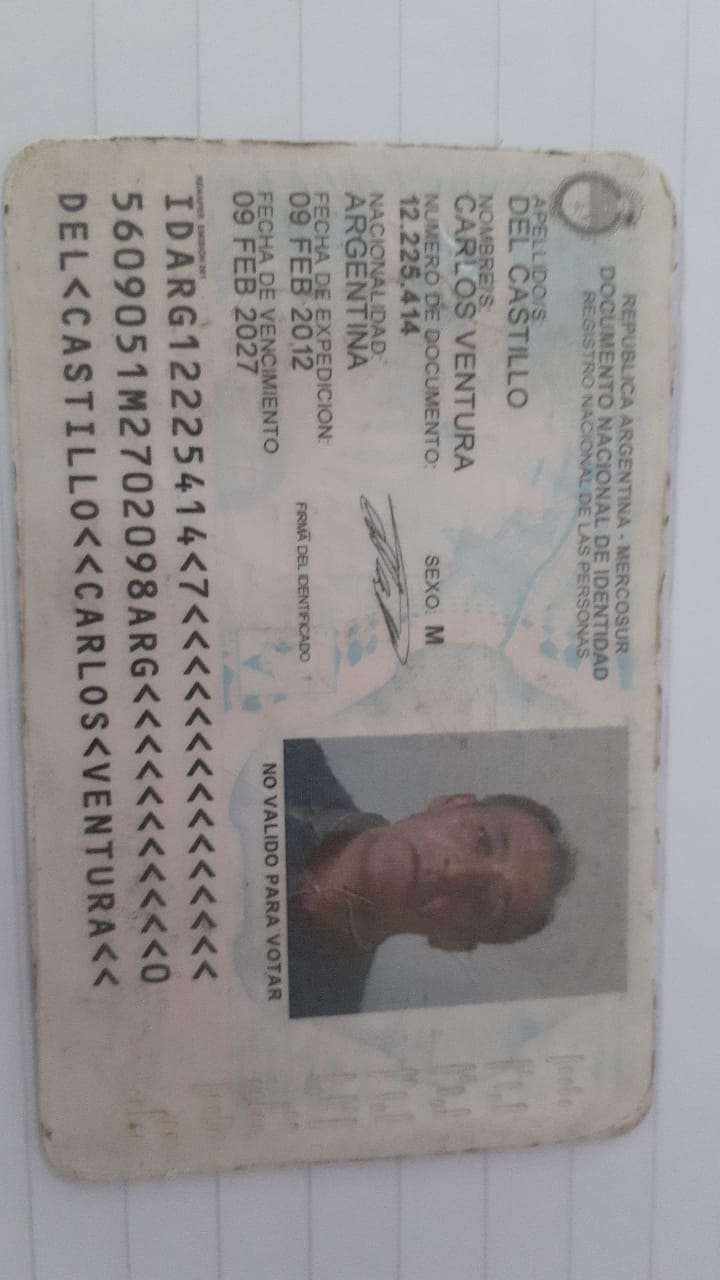 REPUBLICA ARGENTINA - MERCOSUR
DOCUMENTO NACIONAL DE IDENTIDAD
REGISTRO NACIONAL DE LAS PERSONAS
APELLIDO/S:
DEL CASTILLO
NOMBRE/S:
CARLOS VENTURA
NUMERO DE DOCUMENTO:
12.225.414
SEXO: M
NACIONALIDAD:
ARGENTINA
FECHA DE EXPEDICION:
09 FEB 2012
FECHA DE VENCIMIENTO
09 FEB 2027
FIRMA DEL IDENTIFICADO
NO VALIDO PARA VOTAR
IDARG12225414<7<<<<<<<<<<<<<<<
5609051M2702098ARG<<<<<<<<<<<0
DEL<CASTILLO<<CARLOS<VENTURA<<